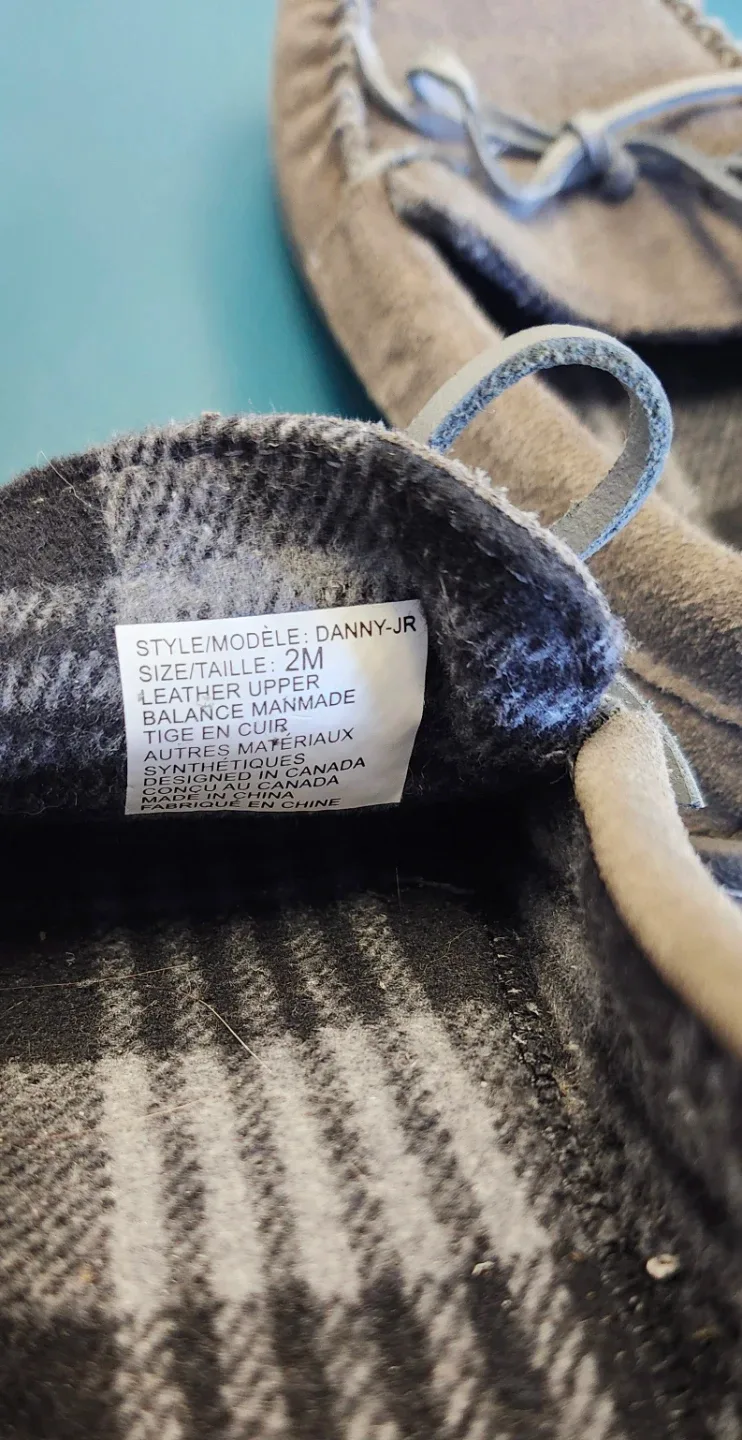 STYLE/MODÈLE: DANNY-JR
SIZE/TAILLE: 2M
LEATHER UPPER
BALANCE MANMADE
TIGE EN CUIR
AUTRES MATÉRIAUX
SYNTHÉTIQUES
DESIGNED IN CANADA
CONÇU AU CANADA
MADE IN CHINA
FABRIQUÉ EN CHINE